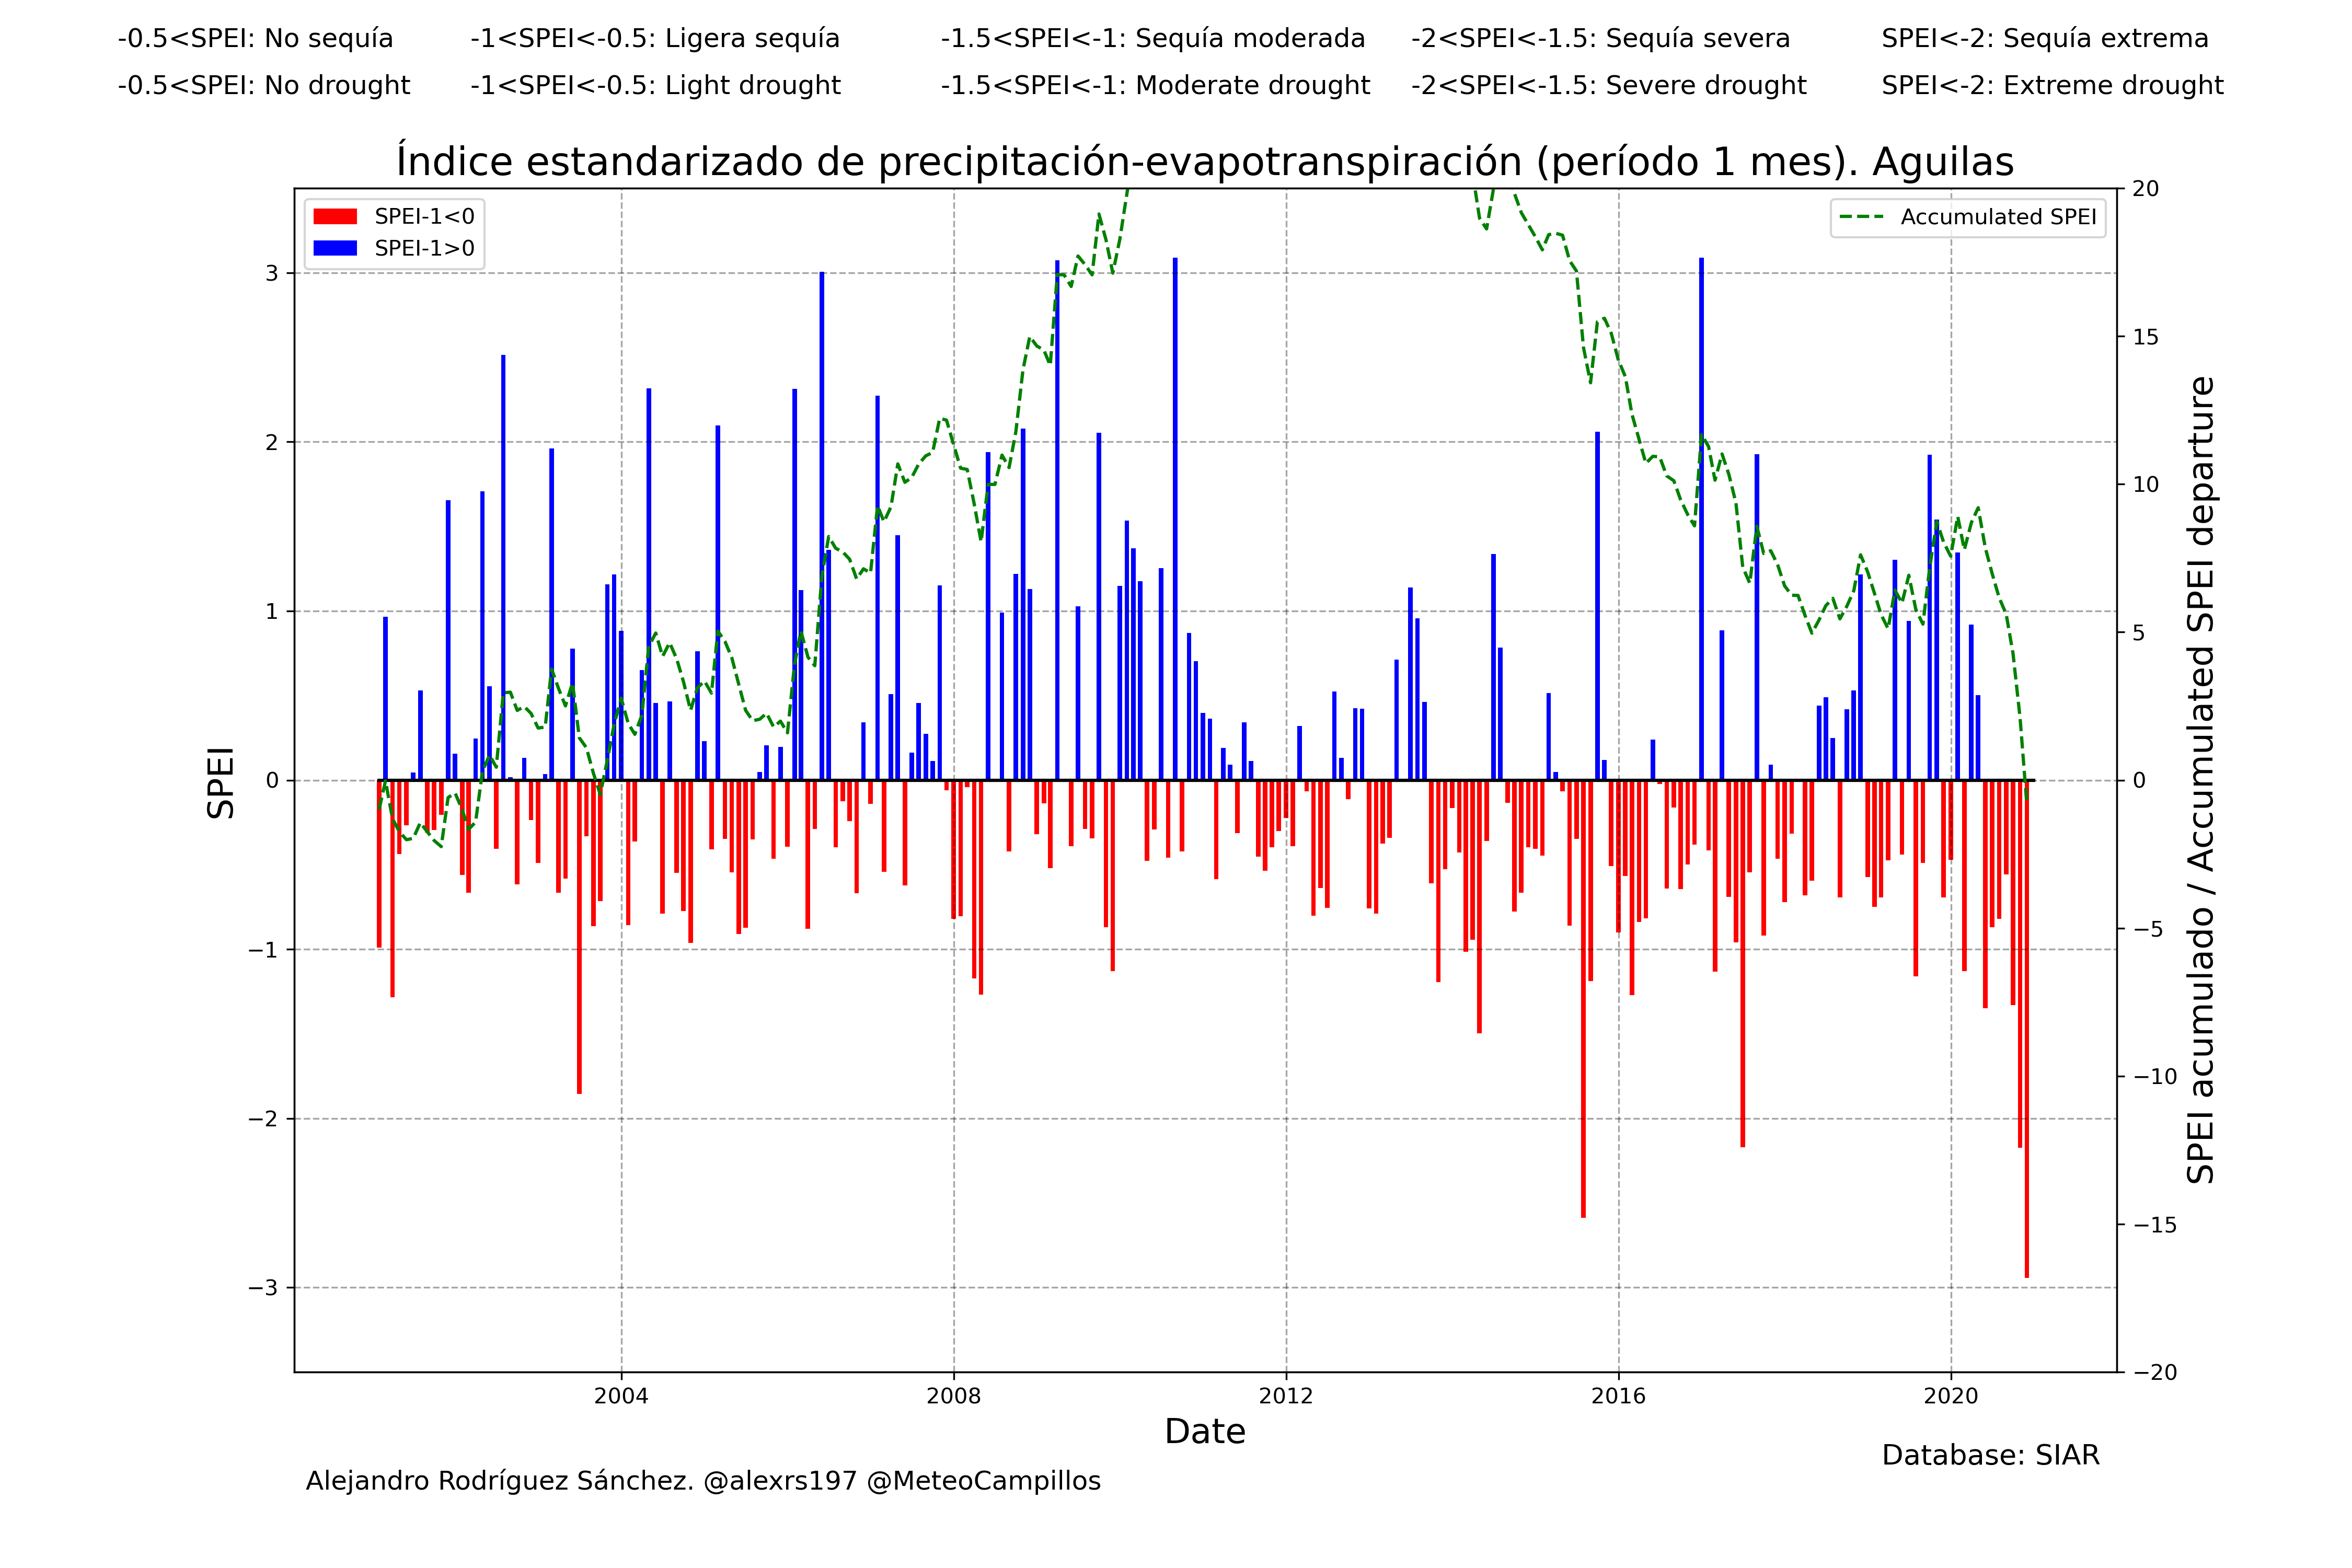 -0.5<SPEI: No sequía -1<SPEI<-0.5: Ligera sequía -1.5<SPEI<-1: Sequía moderada -2<SPEI<-1.5: Sequía severa SPEI<-2: Sequía extrema
-0.5<SPEI: No drought -1<SPEI<-0.5: Light drought -1.5<SPEI<-1: Moderate drought -2<SPEI<-1.5: Severe drought SPEI<-2: Extreme drought
Índice estandarizado de precipitación-evapotranspiración (período 1 mes). Aguilas
SPEI-1<0
SPEI-1>0
Accumulated SPEI
SPEI
3
2
1
0
−1
−2
−3
20
15
10
5
0
−5
−10
−15
−20
SPEI acumulado / Accumulated SPEI departure
2004 2008 2012 2016 2020
Date
Database: SIAR
Alejandro Rodríguez Sánchez. @alexrs197 @MeteoCampillos